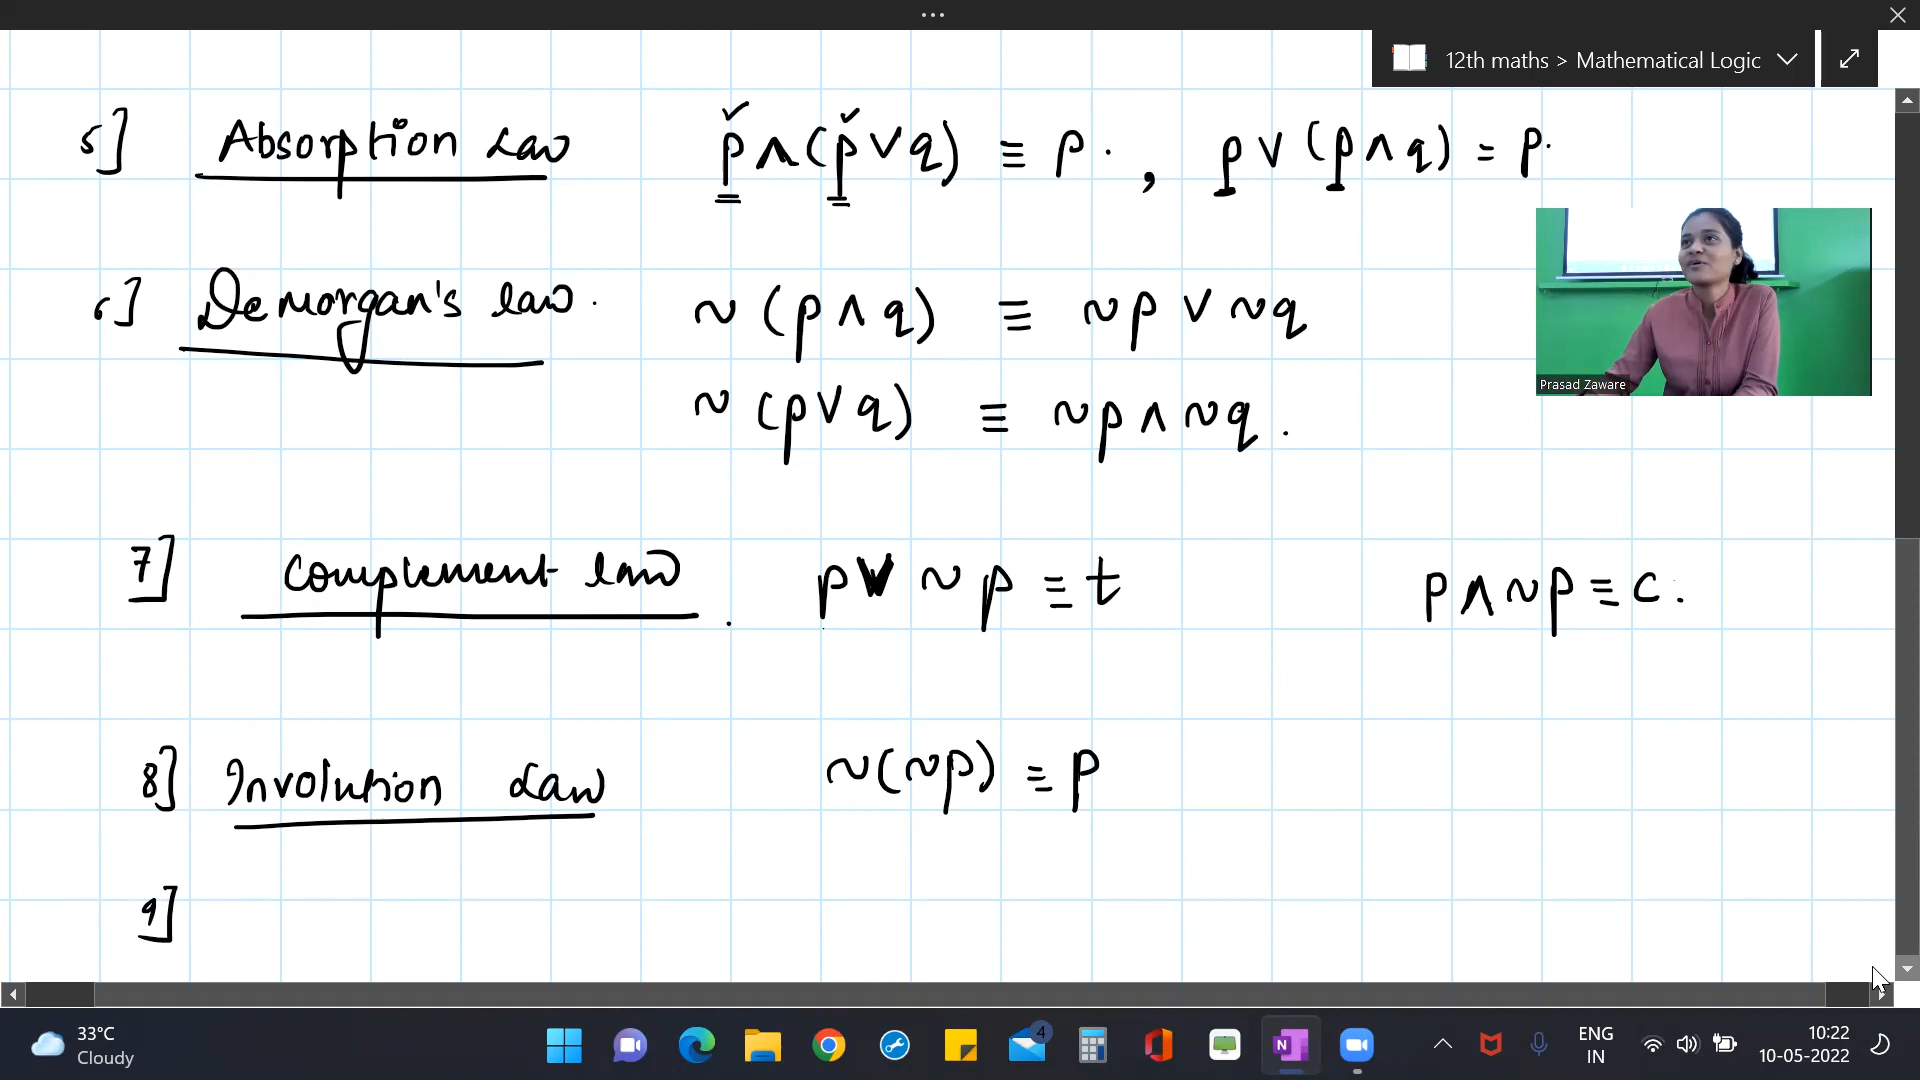 ...
12th maths > Mathematical Logic
5] Absorption Law p∧(p∨q) ≡ p. , p∨(p∧q) = p.
6] De Morgan's law. ~(p∧q) ≡ ~p∨~q
~(p∨q) ≡ ~p∧~q.
Prasad Zaware
7] Complement law. p∨~p ≡ t p∧~p ≡ c.
8] Involution Law ~(~p) ≡ p
9]
33°C
Cloudy
4
ENG
IN
10:22
10-05-2022